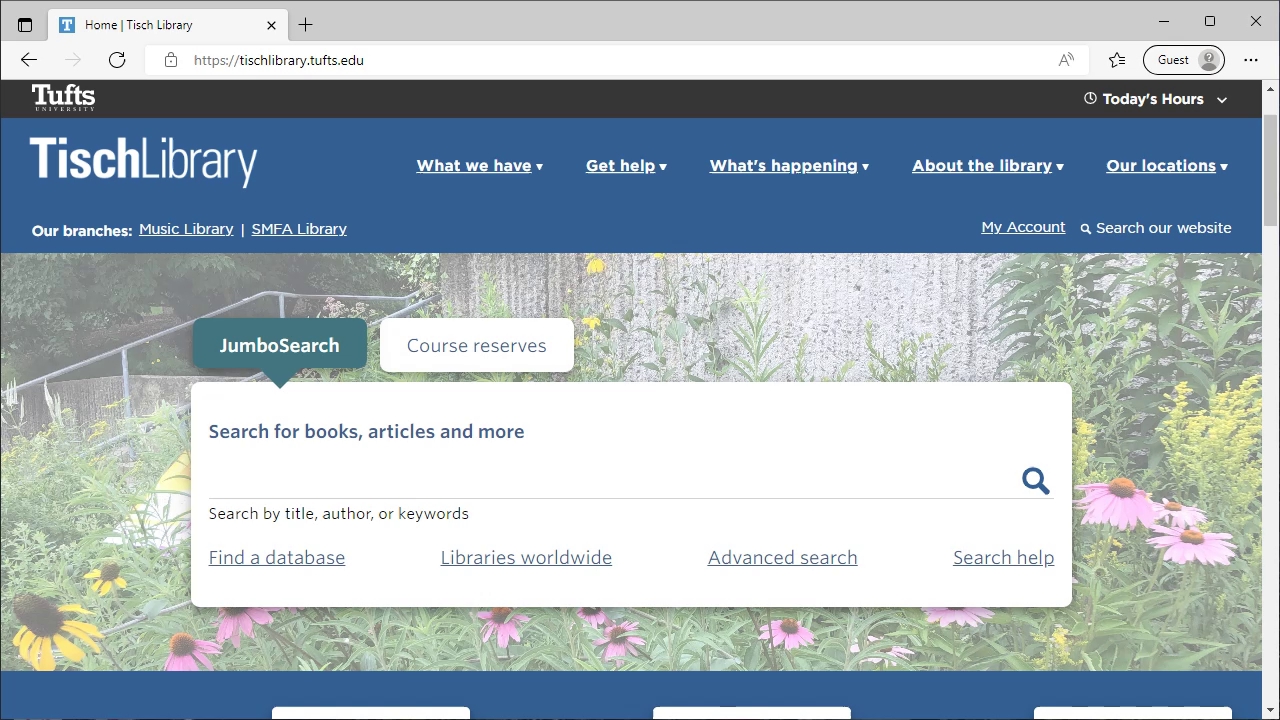 Home | Tisch Library
https://tischlibrary.tufts.edu
Guest
Tufts
UNIVERSITY
Today's Hours
TischLibrary
What we have
Get help
What's happening
About the library
Our locations
Our branches: Music Library | SMFA Library
My Account
Search our website
JumboSearch
Course reserves
Search for books, articles and more
Search by title, author, or keywords
Find a database
Libraries worldwide
Advanced search
Search help